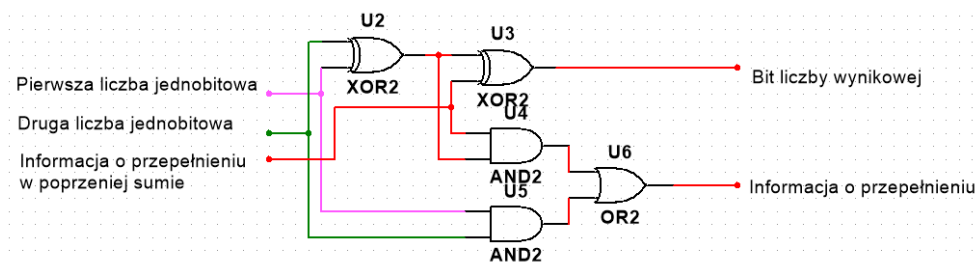 U2
XOR2
U3
XOR2
Pierwsza liczba jednobitowa
Druga liczba jednobitowa
Informacja o przepełnieniu
w poprzeniej sumie
Bit liczby wynikowej
U4
AND2
U5
AND2
U6
OR2
Informacja o przepełnieniu